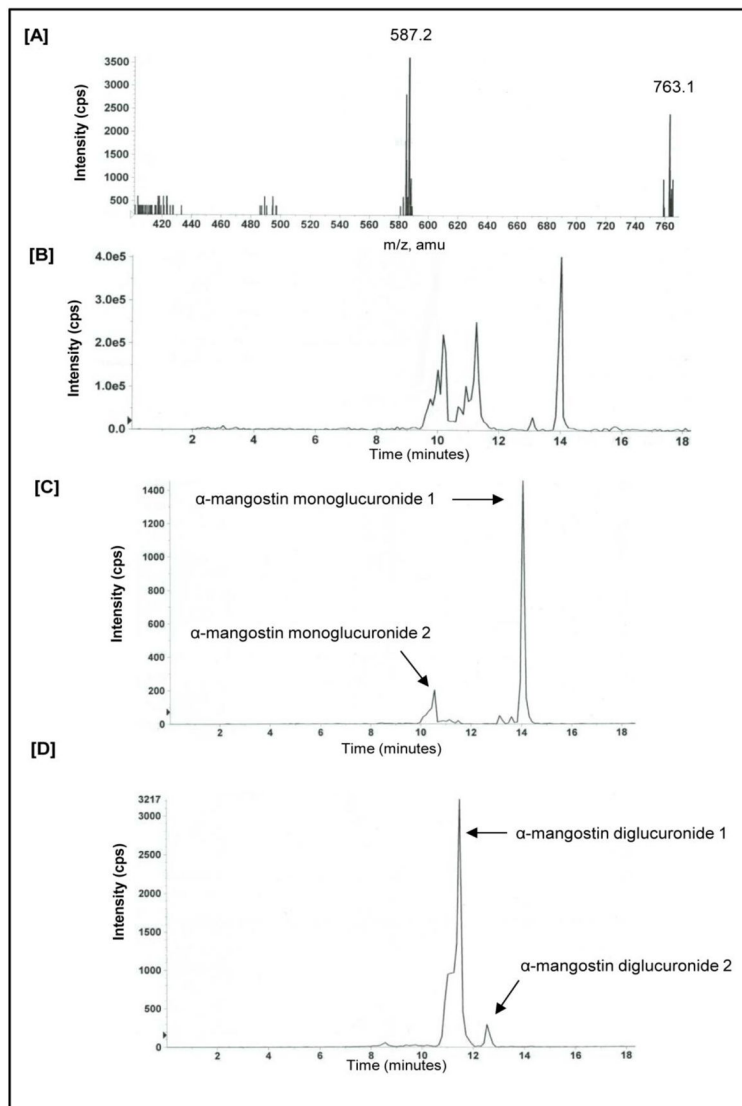 [A]
587.2
763.1
Intensity (cps)
3500
3000
2500
2000
1500
1000
500
420 440 460 480 500 520 540 560 580 600 620 640 660 680 700 720 740 760
m/z, amu
[B]
Intensity (cps)
4.0e5
3.0e5
2.0e5
1.0e5
0.0
2 4 6 8 10 12 14 16 18
Time (minutes)
[C]
Intensity (cps)
1400
1200
1000
800
600
400
200
0
α-mangostin monoglucuronide 1
α-mangostin monoglucuronide 2
2 4 6 8 10 12 14 16 18
Time (minutes)
[D]
Intensity (cps)
3217
3000
2500
2000
1500
1000
500
0
α-mangostin diglucuronide 1
α-mangostin diglucuronide 2
2 4 6 8 10 12 14 16 18
Time (minutes)